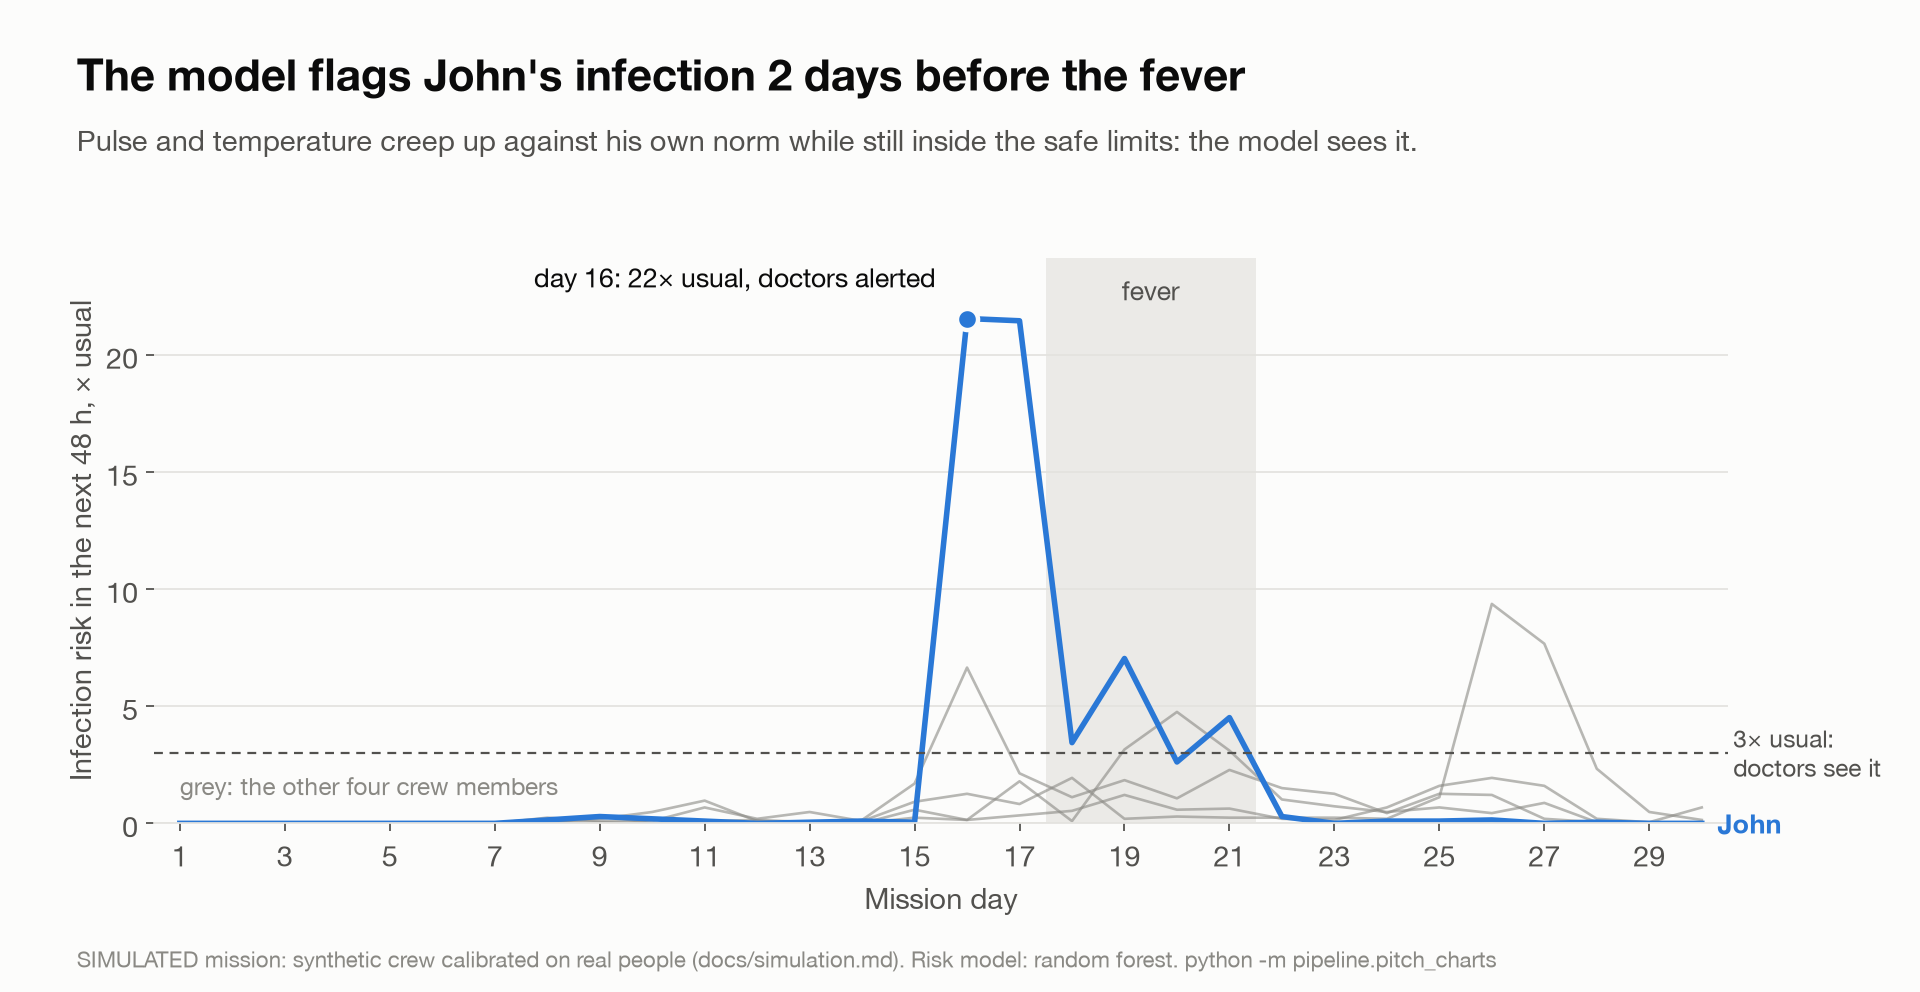 The model flags John's infection 2 days before the fever
Pulse and temperature creep up against his own norm while still inside the safe limits: the model sees it.
day 16: 22× usual, doctors alerted
fever
Infection risk in the next 48 h, × usual
20
15
10
5
0
3× usual:
doctors see it
grey: the other four crew members
John
1 3 5 7 9 11 13 15 17 19 21 23 25 27 29
Mission day
SIMULATED mission: synthetic crew calibrated on real people (docs/simulation.md). Risk model: random forest. python -m pipeline.pitch_charts